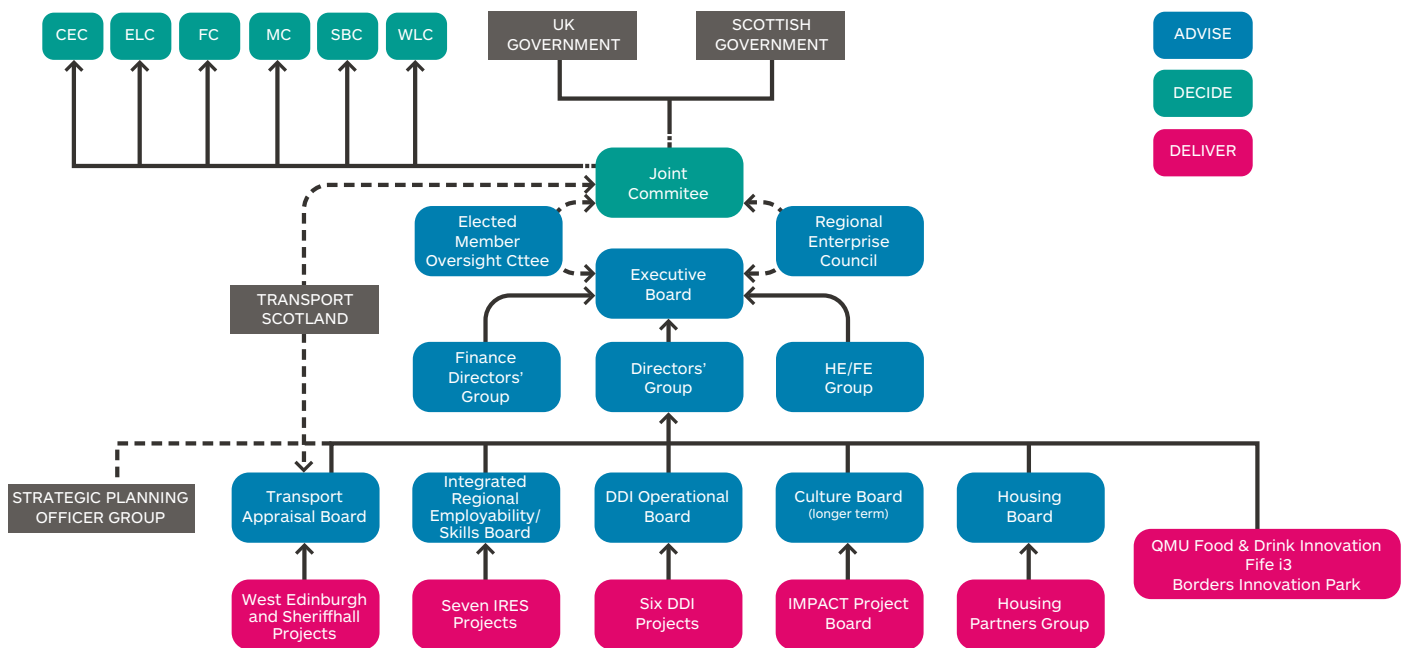 CEC
ELC
FC
MC
SBC
WLC
UK
GOVERNMENT
SCOTTISH
GOVERNMENT
ADVISE
DECIDE
DELIVER
Joint
Commitee
Elected
Member
Oversight Cttee
Regional
Enterprise
Council
Executive
Board
TRANSPORT
SCOTLAND
Finance
Directors’
Group
Directors’
Group
HE/FE
Group
STRATEGIC PLANNING
OFFICER GROUP
Transport
Appraisal Board
Integrated
Regional
Employability/
Skills Board
DDI Operational
Board
Culture Board
(longer term)
Housing
Board
QMU Food & Drink Innovation
Fife i3
Borders Innovation Park
West Edinburgh
and Sheriffhall
Projects
Seven IRES
Projects
Six DDI
Projects
IMPACT Project
Board
Housing
Partners Group